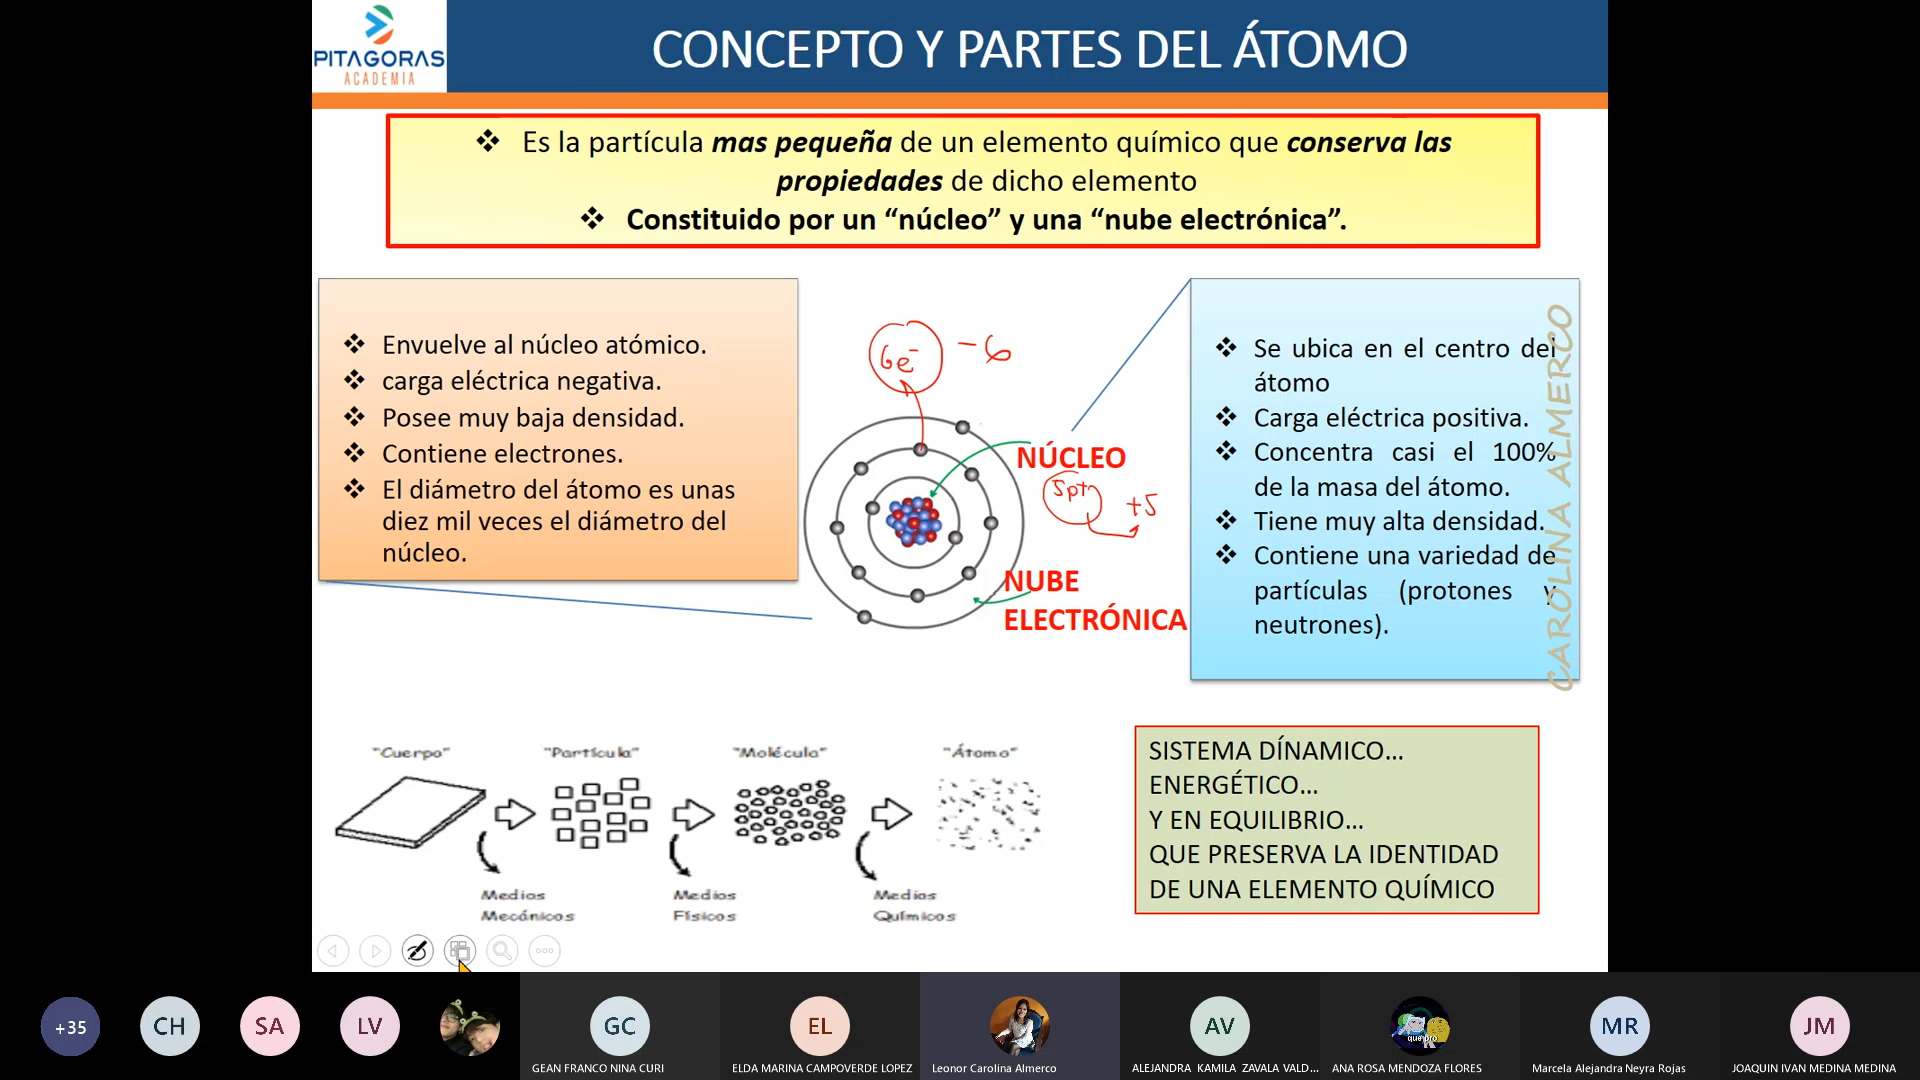 PITAGORAS
ACADEMIA
CONCEPTO Y PARTES DEL ÁTOMO
❖ Es la partícula mas pequeña de un elemento químico que conserva las
propiedades de dicho elemento
❖ Constituido por un “núcleo” y una “nube electrónica”.
❖ Envuelve al núcleo atómico.
❖ carga eléctrica negativa.
❖ Posee muy baja densidad.
❖ Contiene electrones.
❖ El diámetro del átomo es unas
diez mil veces el diámetro del
núcleo.
6e⁻ -6
NÚCLEO
5pt +5
NUBE
ELECTRÓNICA
❖ Se ubica en el centro del
átomo
❖ Carga eléctrica positiva.
❖ Concentra casi el 100%
de la masa del átomo.
❖ Tiene muy alta densidad.
❖ Contiene una variedad de
partículas (protones y
neutrones).
CAROLINA ALMERCO
"Cuerpo" "Partícula" "Molécula" "Átomo"
Medios Medios Medios
Mecánicos Físicos Químicos
SISTEMA DÍNAMICO...
ENERGÉTICO...
Y EN EQUILIBRIO...
QUE PRESERVA LA IDENTIDAD
DE UNA ELEMENTO QUÍMICO
+35 CH SA LV GC EL AV que pro MR JM
GEAN FRANCO NINA CURI ELDA MARINA CAMPOVERDE LOPEZ Leonor Carolina Almerco ALEJANDRA KAMILA ZAVALA VALD... ANA ROSA MENDOZA FLORES Marcela Alejandra Neyra Rojas JOAQUIN IVAN MEDINA MEDINA